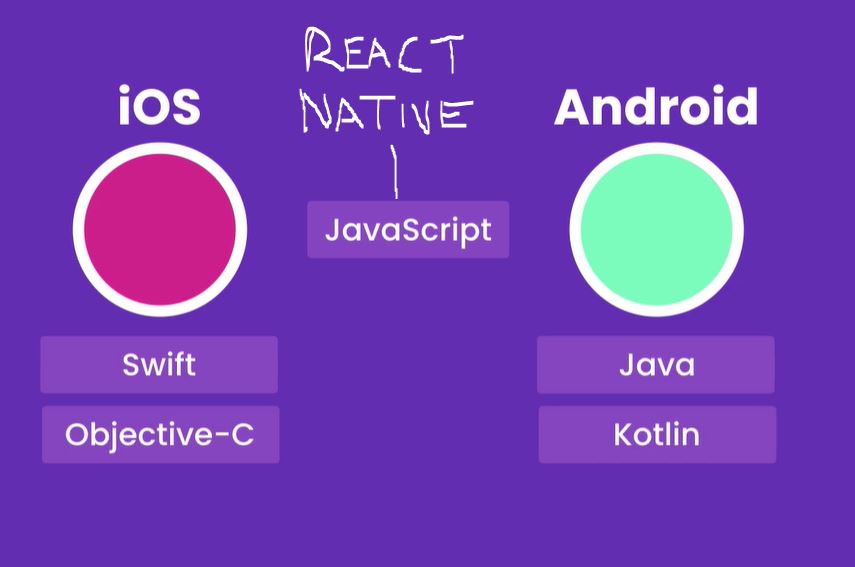 REACT
NATIVE
iOS
Android
JavaScript
Swift
Java
Objective-C
Kotlin